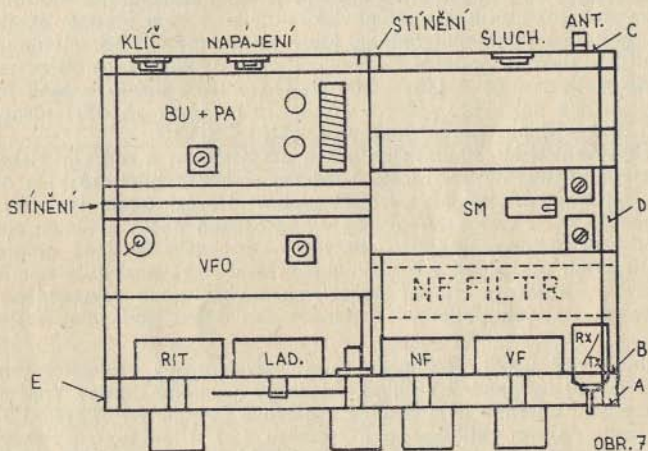 KLÍČ NAPAJENÍ STÍNĚNÍ SLUCH. ANT. C
BU + PA
STÍNĚNÍ SM D
VFO
NF FILTR
RIT LAD. NF VF Rx/Tx B
E A
OBR. 7